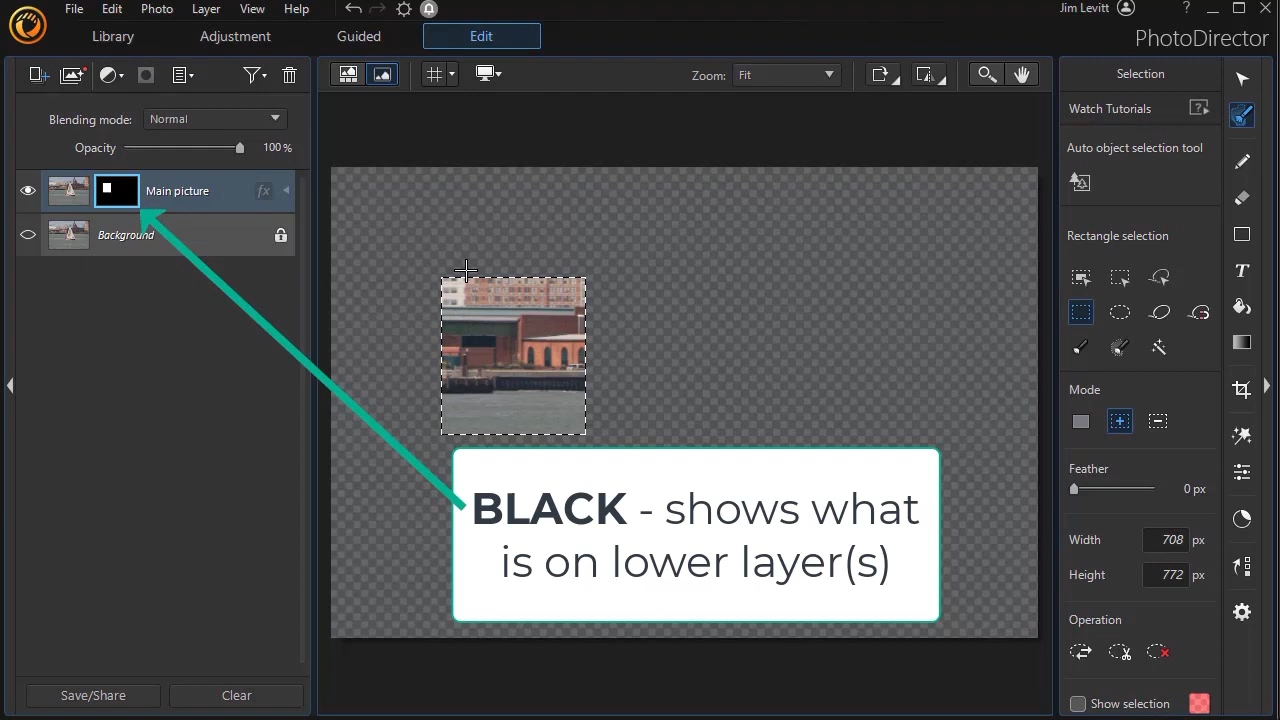 File Edit Photo Layer View Help
Jim Levitt
?
Library Adjustment Guided Edit
PhotoDirector
Zoom: Fit
Selection
Watch Tutorials
Blending mode: Normal
Opacity 100 %
Auto object selection tool
Main picture fx
Background
Rectangle selection
T
Mode
Feather
0 px
BLACK - shows what
is on lower layer(s)
Width 708 px
Height 772 px
Operation
Save/Share Clear
Show selection